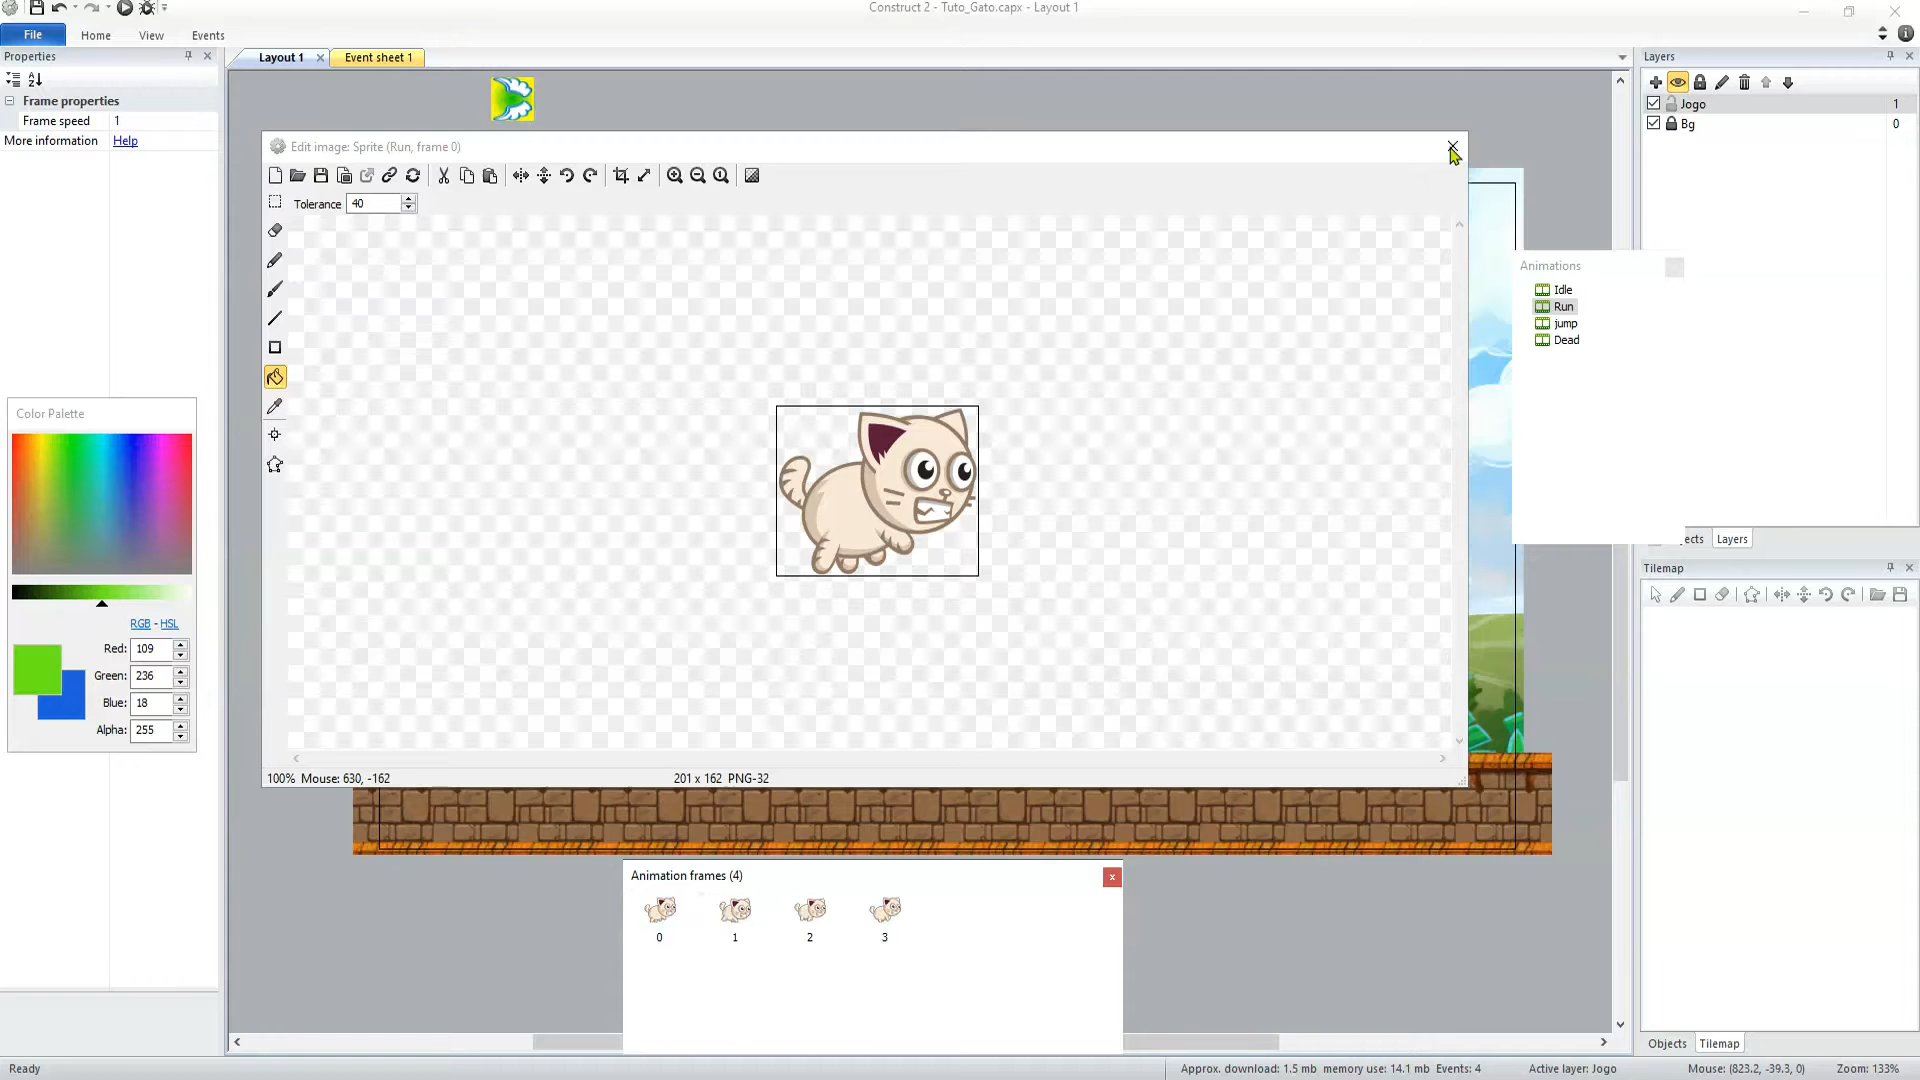 Construct 2 - Tuto_Gato.capx - Layout 1
File
Home
View
Events
Properties
Layout 1
Event sheet 1
Layers
Frame properties
Frame speed 1
More information Help
Jogo 1
Bg 0
Edit image: Sprite (Run, frame 0)
Tolerance 40
Animations
Idle
Run
jump
Dead
Color Palette
RGB - HSL
Red: 109
Green: 236
Blue: 18
Alpha: 255
Layers
Tilemap
100% Mouse: 630, -162
201 x 162 PNG-32
Animation frames (4)
0
1
2
3
Objects
Tilemap
Ready
Approx. download: 1.5 mb memory use: 14.1 mb Events: 4
Active layer: Jogo
Mouse: (823.2, -39.3, 0)
Zoom: 133%